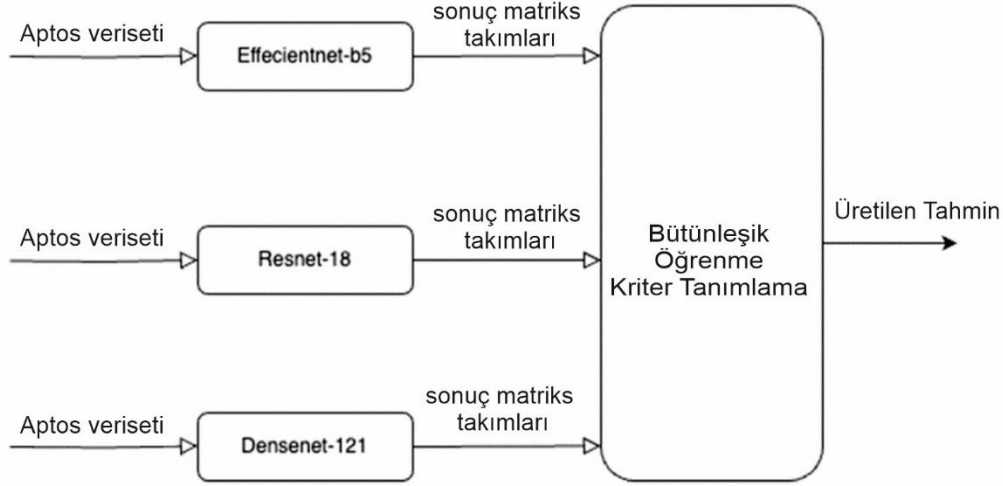 Aptos veriseti
Effecientnet-b5
sonuç matriks
takımları
Aptos veriseti
Resnet-18
sonuç matriks
takımları
Aptos veriseti
Densenet-121
sonuç matriks
takımları
Bütünleşik
Öğrenme
Kriter Tanımlama
Üretilen Tahmin